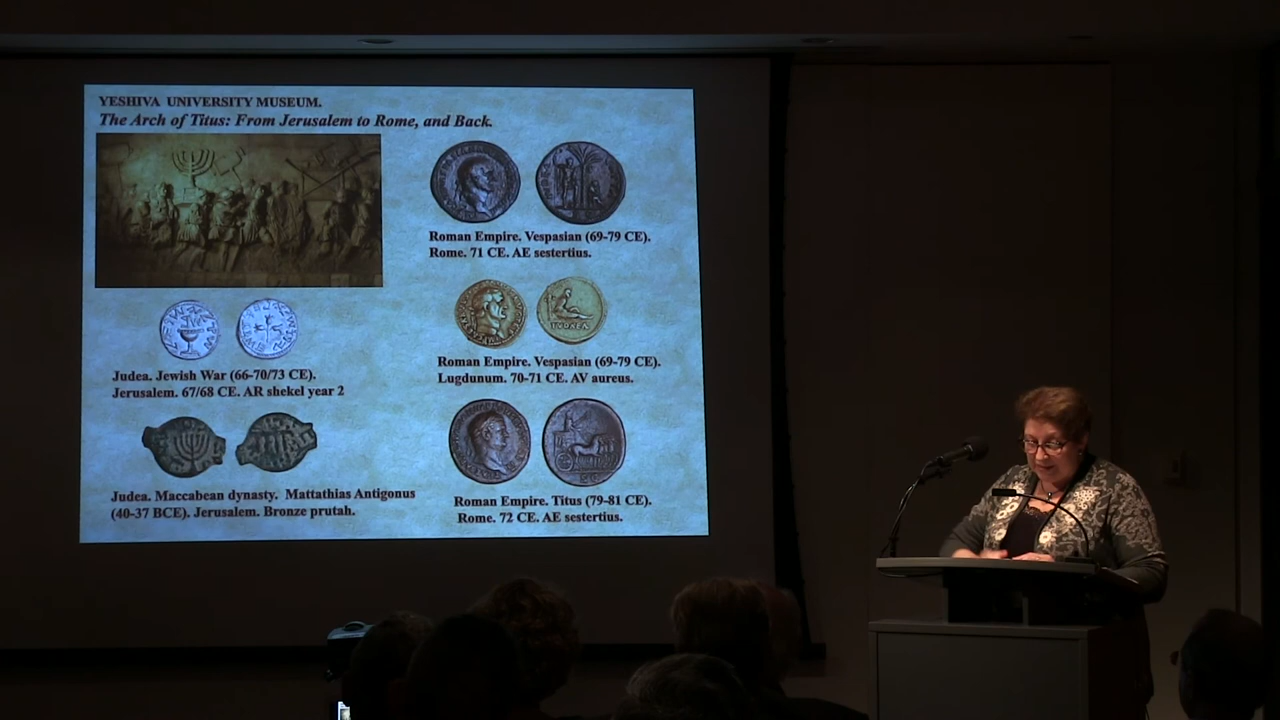 YESHIVA UNIVERSITY MUSEUM.
The Arch of Titus: From Jerusalem to Rome, and Back.
Roman Empire. Vespasian (69-79 CE).
Rome. 71 CE. AE sestertius.
Judea. Jewish War (66-70/73 CE).
Jerusalem. 67/68 CE. AR shekel year 2
Roman Empire. Vespasian (69-79 CE).
Lugdunum. 70-71 CE. AV aureus.
Judea. Maccabean dynasty. Mattathias Antigonus
(40-37 BCE). Jerusalem. Bronze prutah.
Roman Empire. Titus (79-81 CE).
Rome. 72 CE. AE sestertius.